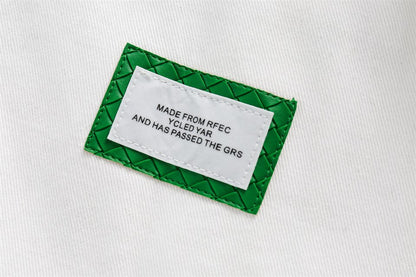 MADE FROM RFEC
YCLED YAR
AND HAS PASSED THE GRS